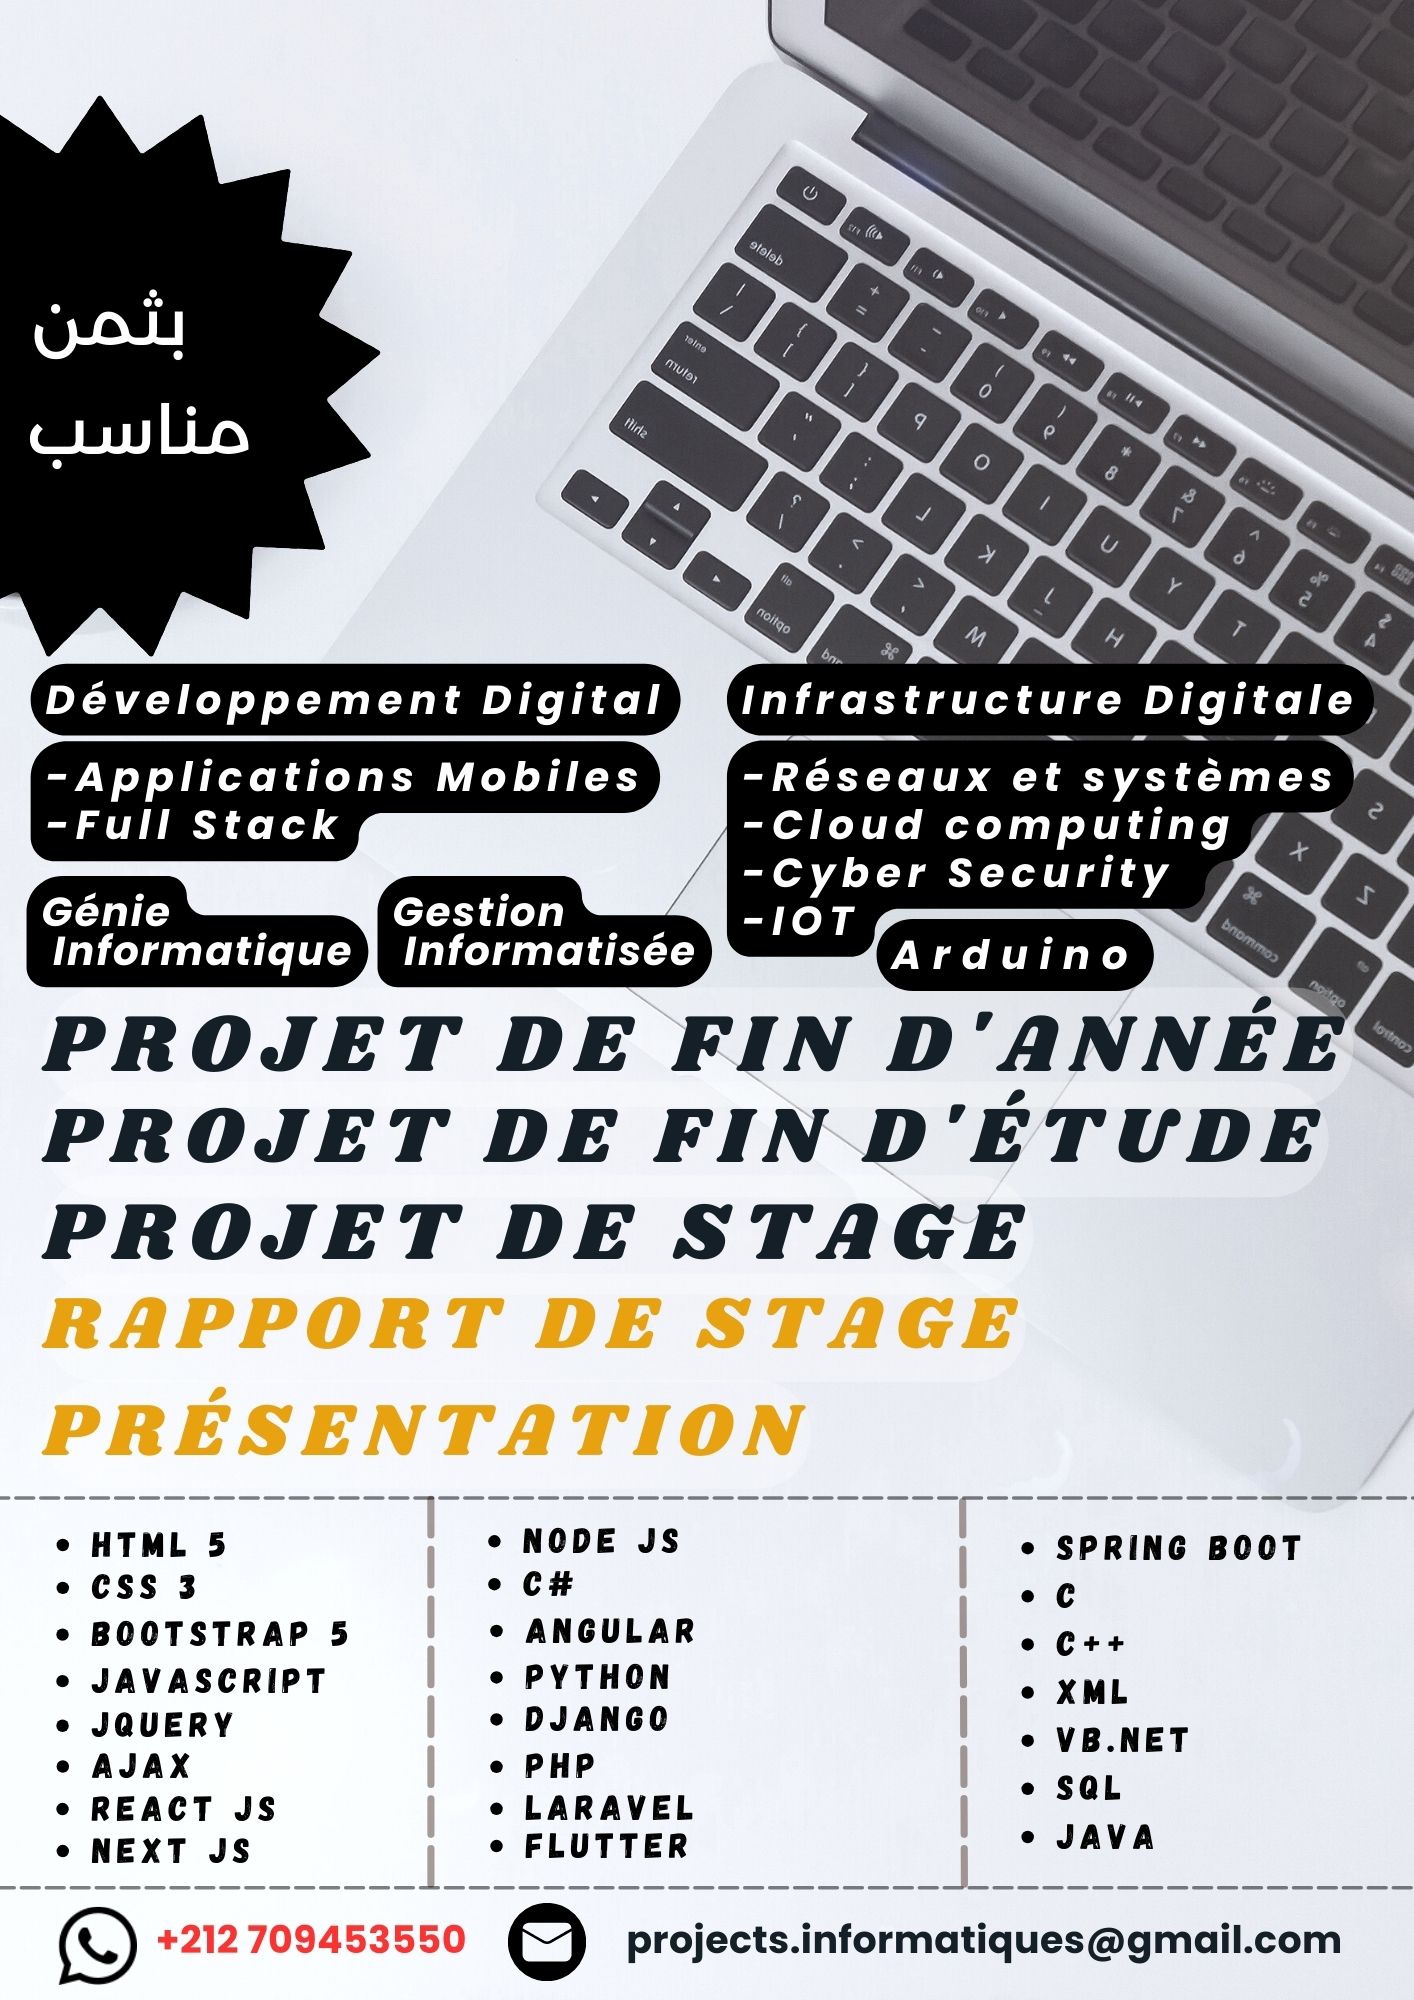 بثمن
مناسب
Développement Digital
-Applications Mobiles
-Full Stack
Infrastructure Digitale
-Réseaux et systèmes
-Cloud computing
-Cyber Security
-IOT
Génie
Informatique
Gestion
Informatisée
Arduino
PROJET DE FIN D'ANNÉE
PROJET DE FIN D'ÉTUDE
PROJET DE STAGE
RAPPORT DE STAGE
PRÉSENTATION
• HTML 5
• CSS 3
• BOOTSTRAP 5
• JAVASCRIPT
• JQUERY
• AJAX
• REACT JS
• NEXT JS
• NODE JS
• C#
• ANGULAR
• PYTHON
• DJANGO
• PHP
• LARAVEL
• FLUTTER
• SPRING BOOT
• C
• C++
• XML
• VB.NET
• SQL
• JAVA
+212 709453550
projects.informatiques@gmail.com